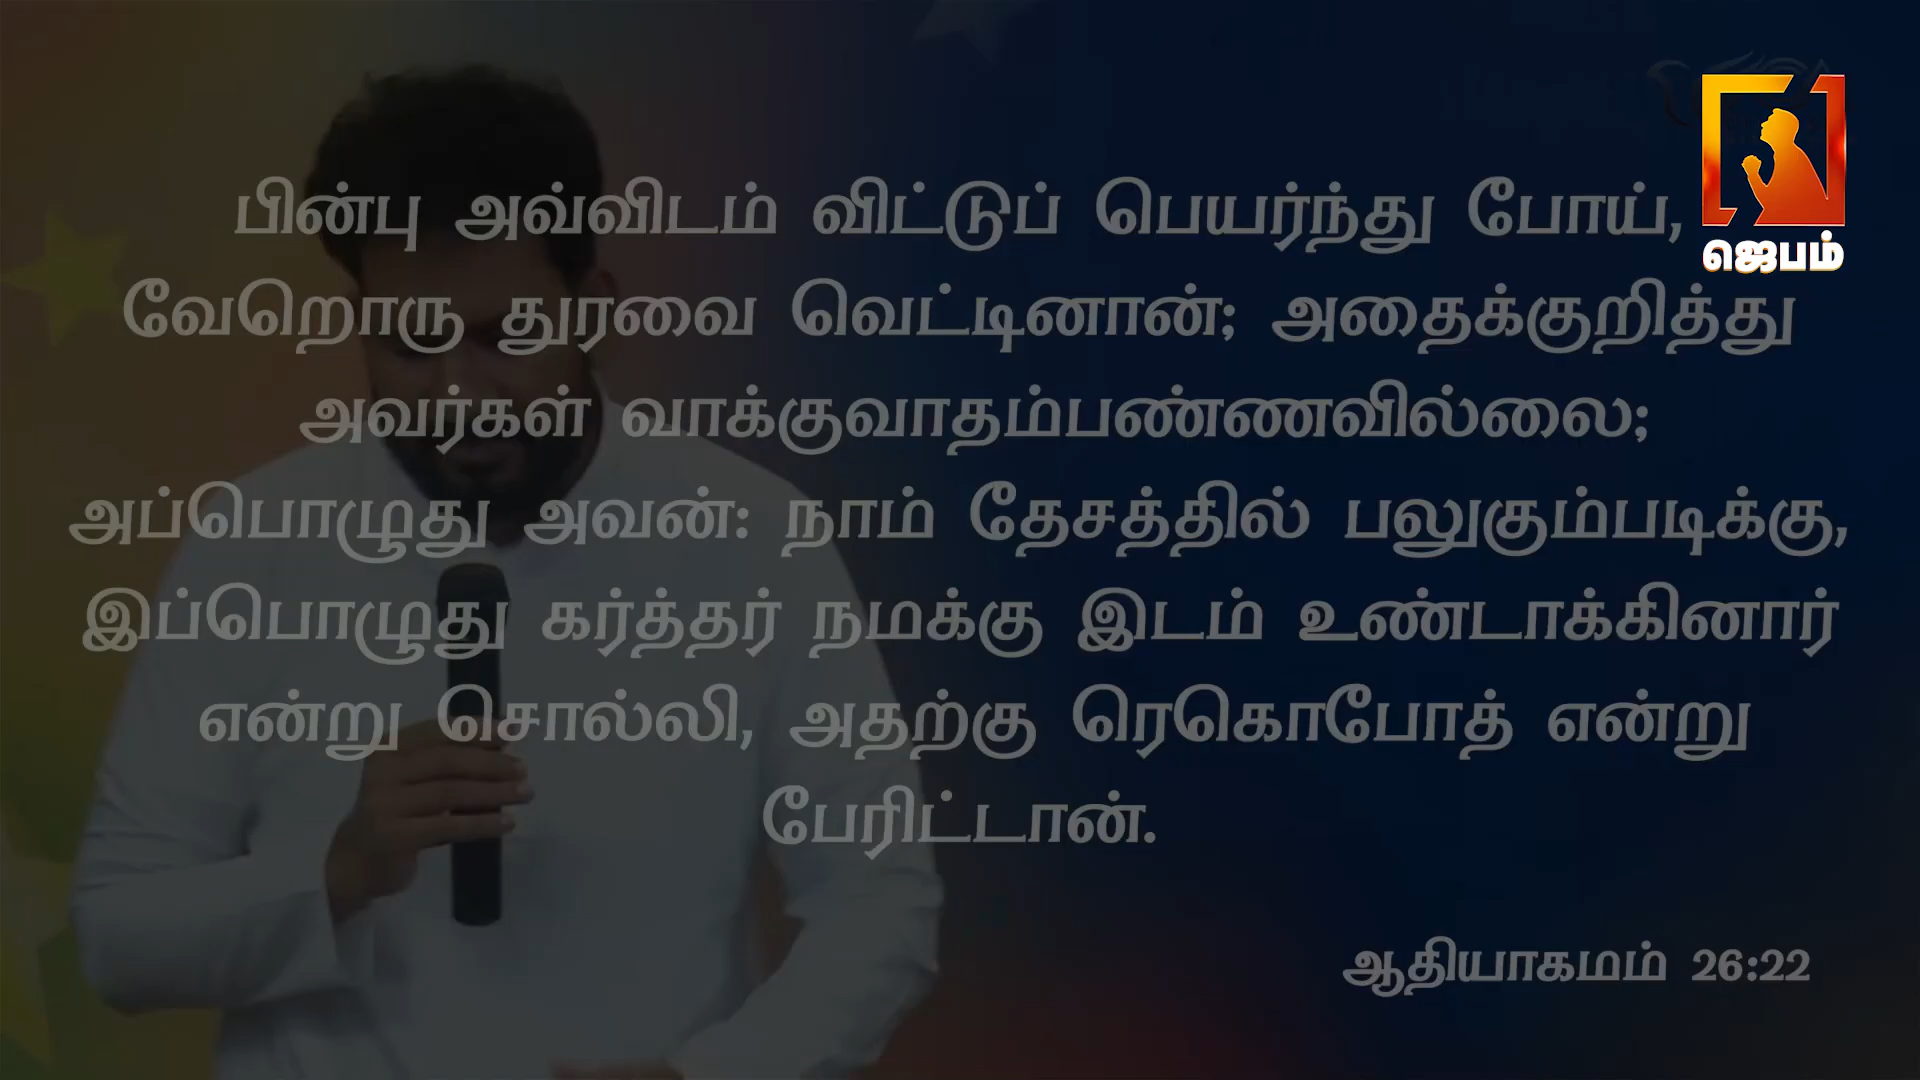 பின்பு அவ்விடம் விட்டுப் பெயர்ந்து போய்,
வேறொரு துரவை வெட்டினான்; அதைக்குறித்து
அவர்கள் வாக்குவாதம்பண்ணவில்லை;
அப்பொழுது அவன்: நாம் தேசத்தில் பலுகும்படிக்கு,
இப்பொழுது கர்த்தர் நமக்கு இடம் உண்டாக்கினார்
என்று சொல்லி, அதற்கு ரெகொபோத் என்று
பேரிட்டான்.
ஆதியாகமம் 26:22
ஜெபம்